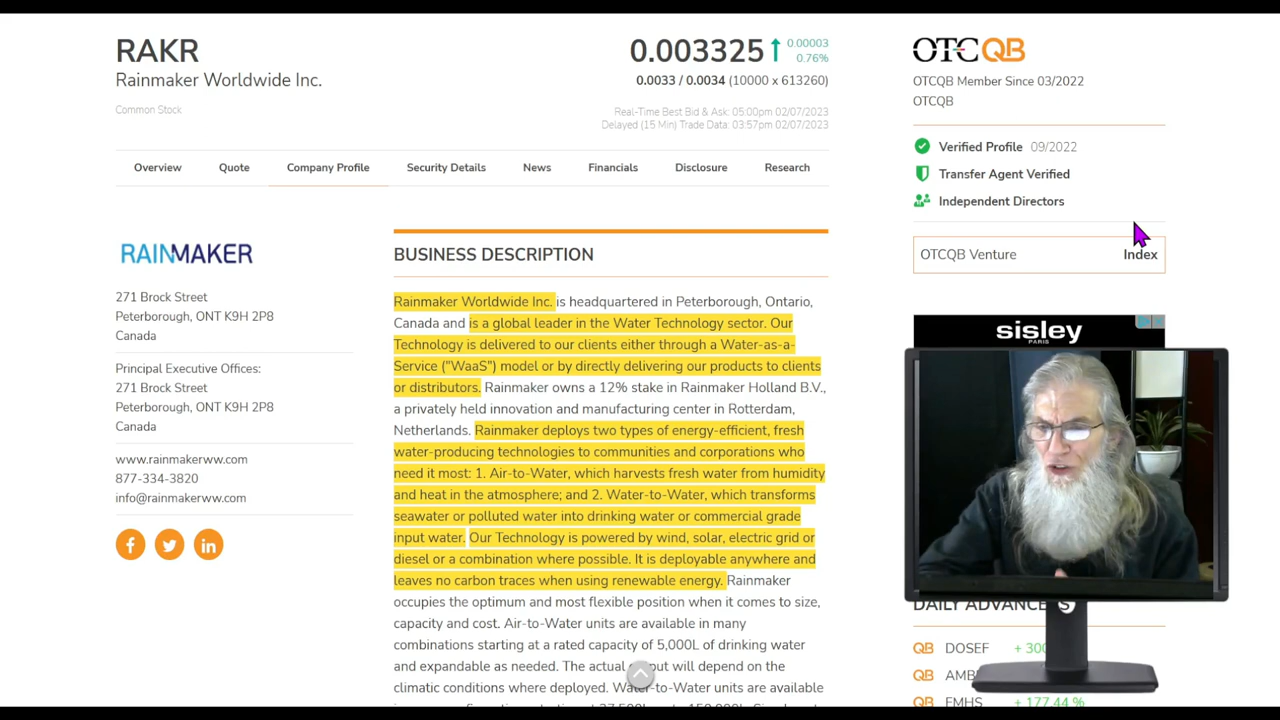 RAKR
Rainmaker Worldwide Inc.
Common Stock
0.003325
0.00003
0.76%
0.0033 / 0.0034 (10000 x 613260)
Real-Time Best Bid & Ask: 05:00pm 02/07/2023
Delayed (15 Min) Trade Data: 03:57pm 02/07/2023
OTCQB
OTCQB Member Since 03/2022
OTCQB
Verified Profile 09/2022
Transfer Agent Verified
Independent Directors
OTCQB Venture Index
Overview Quote Company Profile Security Details News Financials Disclosure Research
RAINMAKER
271 Brock Street
Peterborough, ONT K9H 2P8
Canada
Principal Executive Offices:
271 Brock Street
Peterborough, ONT K9H 2P8
Canada
www.rainmakerww.com
877-334-3820
info@rainmakerww.com
BUSINESS DESCRIPTION
Rainmaker Worldwide Inc. is headquartered in Peterborough, Ontario,
Canada and is a global leader in the Water Technology sector. Our
Technology is delivered to our clients either through a Water-as-a-
Service ("WaaS") model or by directly delivering our products to clients
or distributors. Rainmaker owns a 12% stake in Rainmaker Holland B.V.,
a privately held innovation and manufacturing center in Rotterdam,
Netherlands. Rainmaker deploys two types of energy-efficient, fresh
water-producing technologies to communities and corporations who
need it most: 1. Air-to-Water, which harvests fresh water from humidity
and heat in the atmosphere; and 2. Water-to-Water, which transforms
seawater or polluted water into drinking water or commercial grade
input water. Our Technology is powered by wind, solar, electric grid or
diesel or a combination where possible. It is deployable anywhere and
leaves no carbon traces when using renewable energy. Rainmaker
occupies the optimum and most flexible position when it comes to size,
capacity and cost. Air-to-Water units are available in many
combinations starting at a rated capacity of 5,000L of drinking water
and expandable as needed. The actual output will depend on the
climatic conditions where deployed. Water-to-Water units are available
sisley
PARIS
DAILY ADVANCERS
QB DOSEF + 300
QB AMB
QB FMHS + 177.44 %